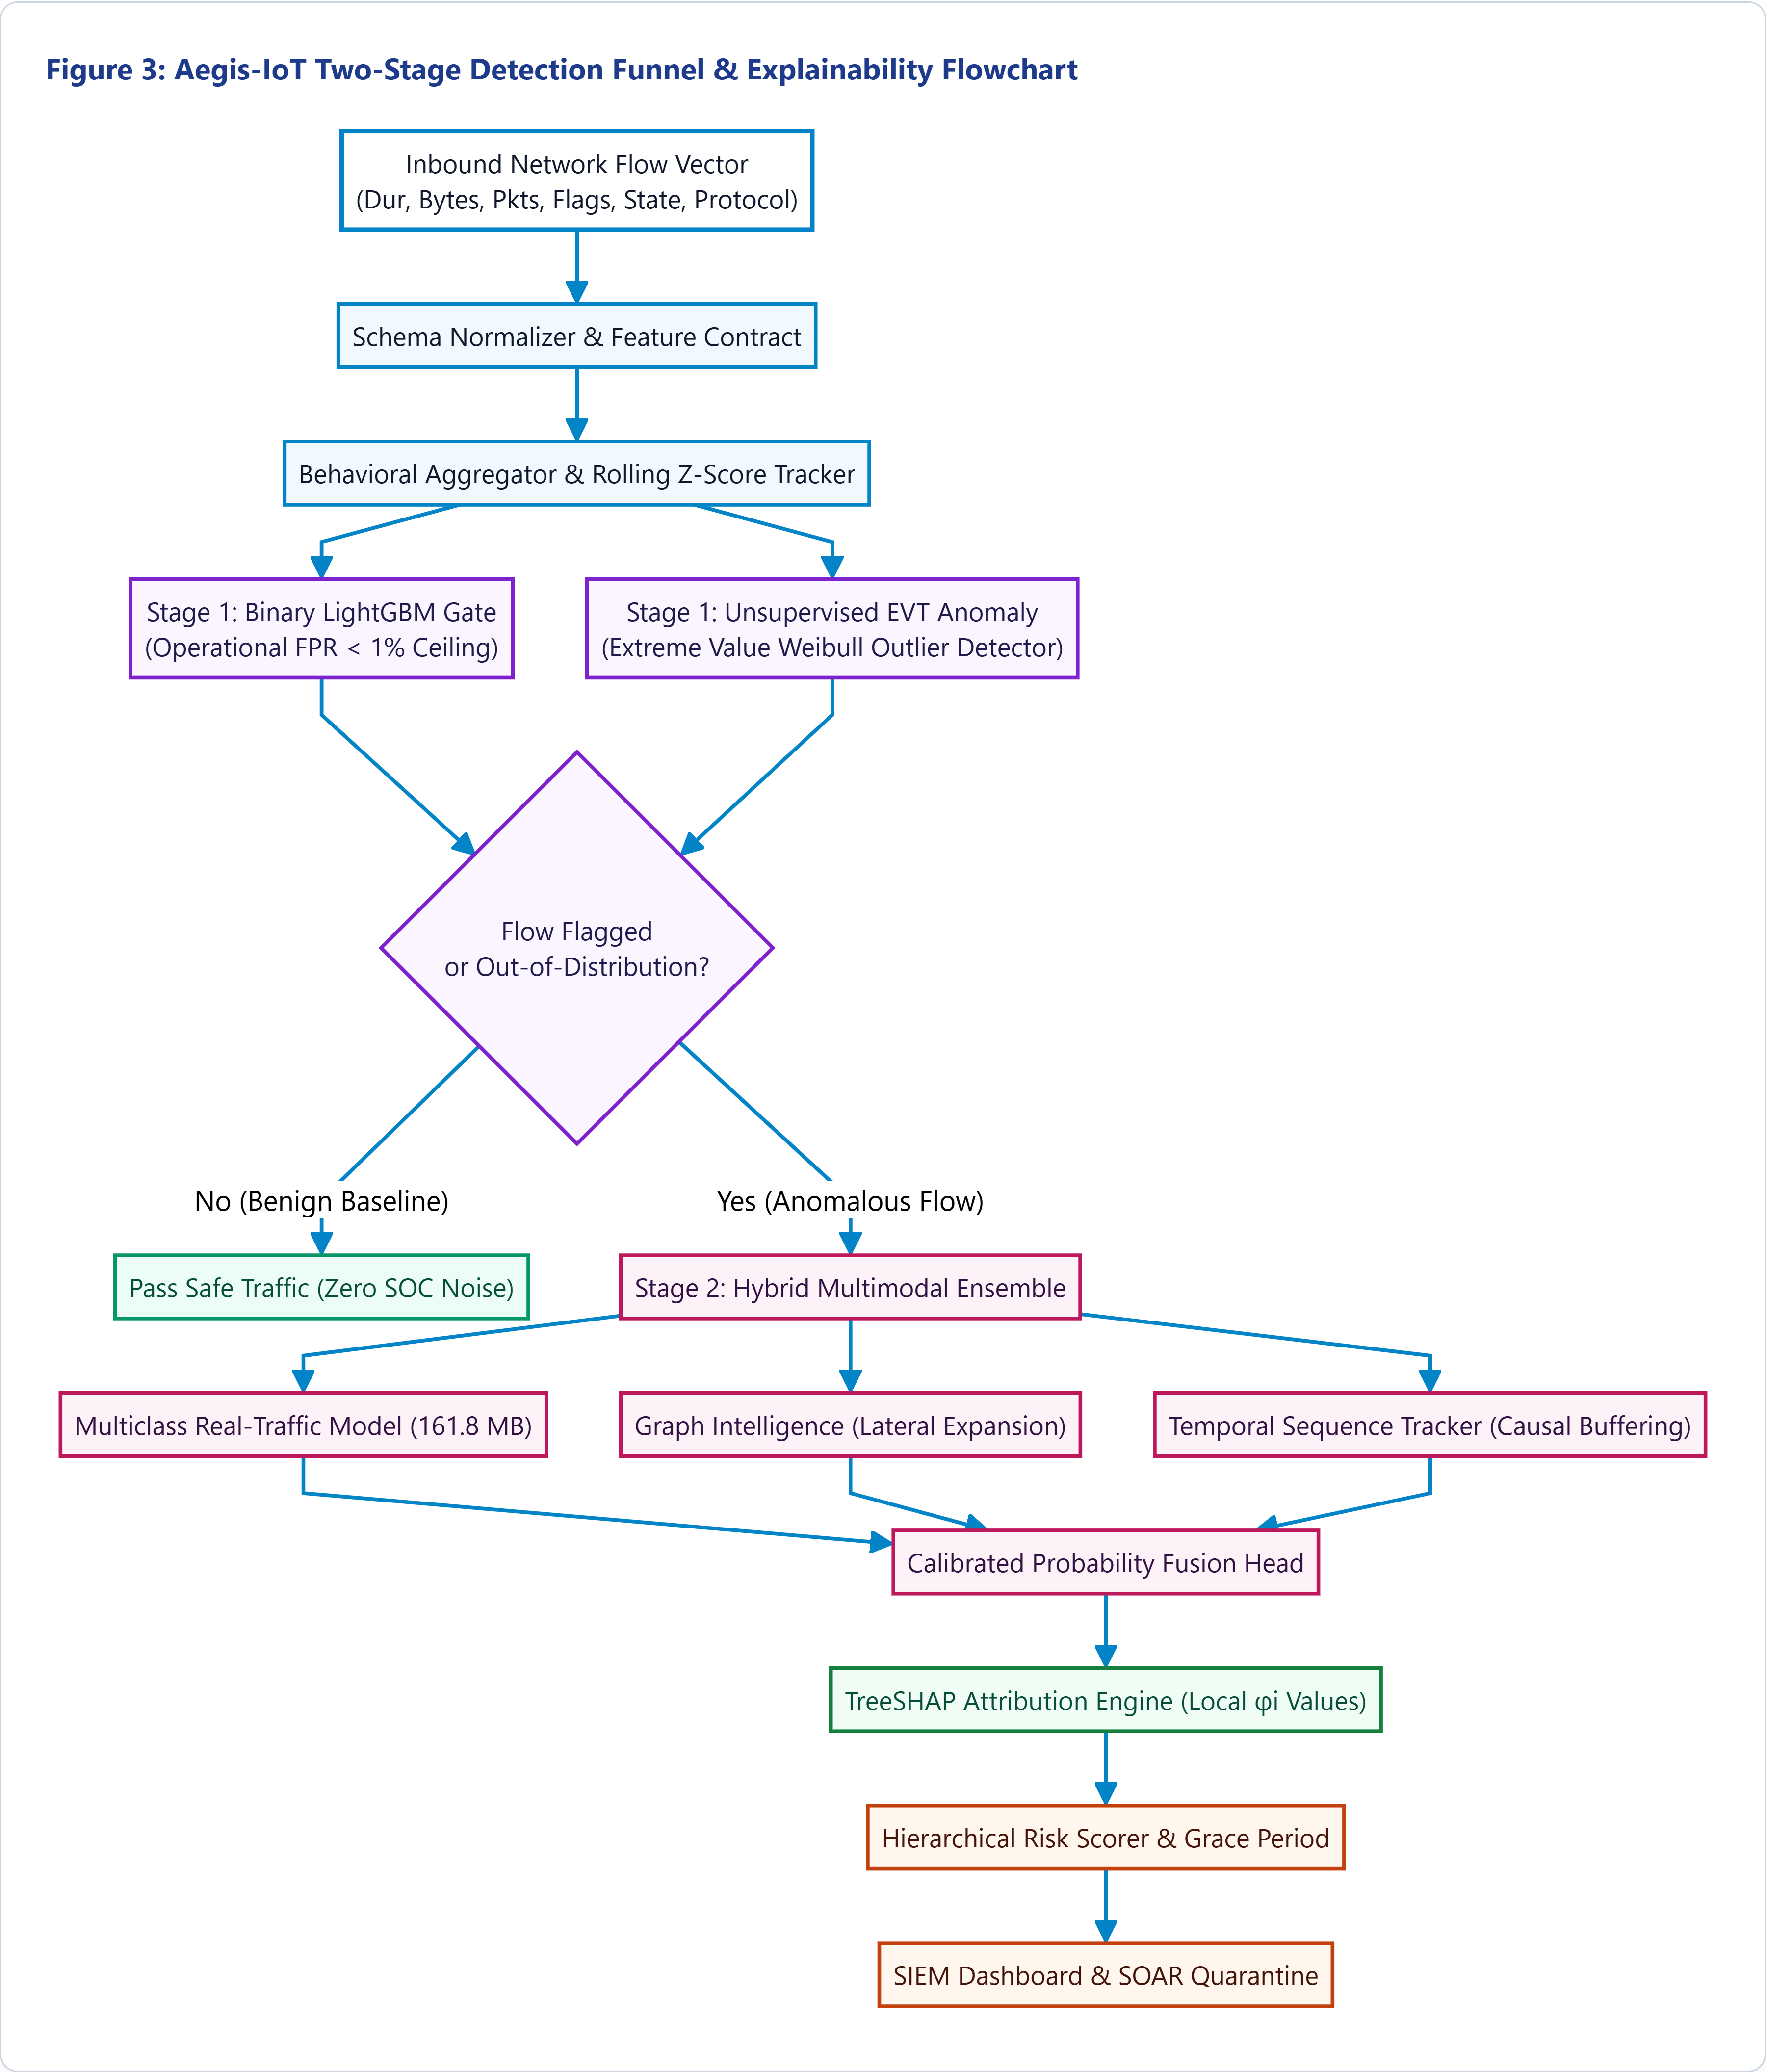 Figure 3: Aegis-IoT Two-Stage Detection Funnel & Explainability Flowchart
Inbound Network Flow Vector
(Dur, Bytes, Pkts, Flags, State, Protocol)
Schema Normalizer & Feature Contract
Behavioral Aggregator & Rolling Z-Score Tracker
Stage 1: Binary LightGBM Gate
(Operational FPR < 1% Ceiling)
Stage 1: Unsupervised EVT Anomaly
(Extreme Value Weibull Outlier Detector)
Flow Flagged
or Out-of-Distribution?
No (Benign Baseline)
Yes (Anomalous Flow)
Pass Safe Traffic (Zero SOC Noise)
Stage 2: Hybrid Multimodal Ensemble
Multiclass Real-Traffic Model (161.8 MB)
Graph Intelligence (Lateral Expansion)
Temporal Sequence Tracker (Causal Buffering)
Calibrated Probability Fusion Head
TreeSHAP Attribution Engine (Local φi Values)
Hierarchical Risk Scorer & Grace Period
SIEM Dashboard & SOAR Quarantine